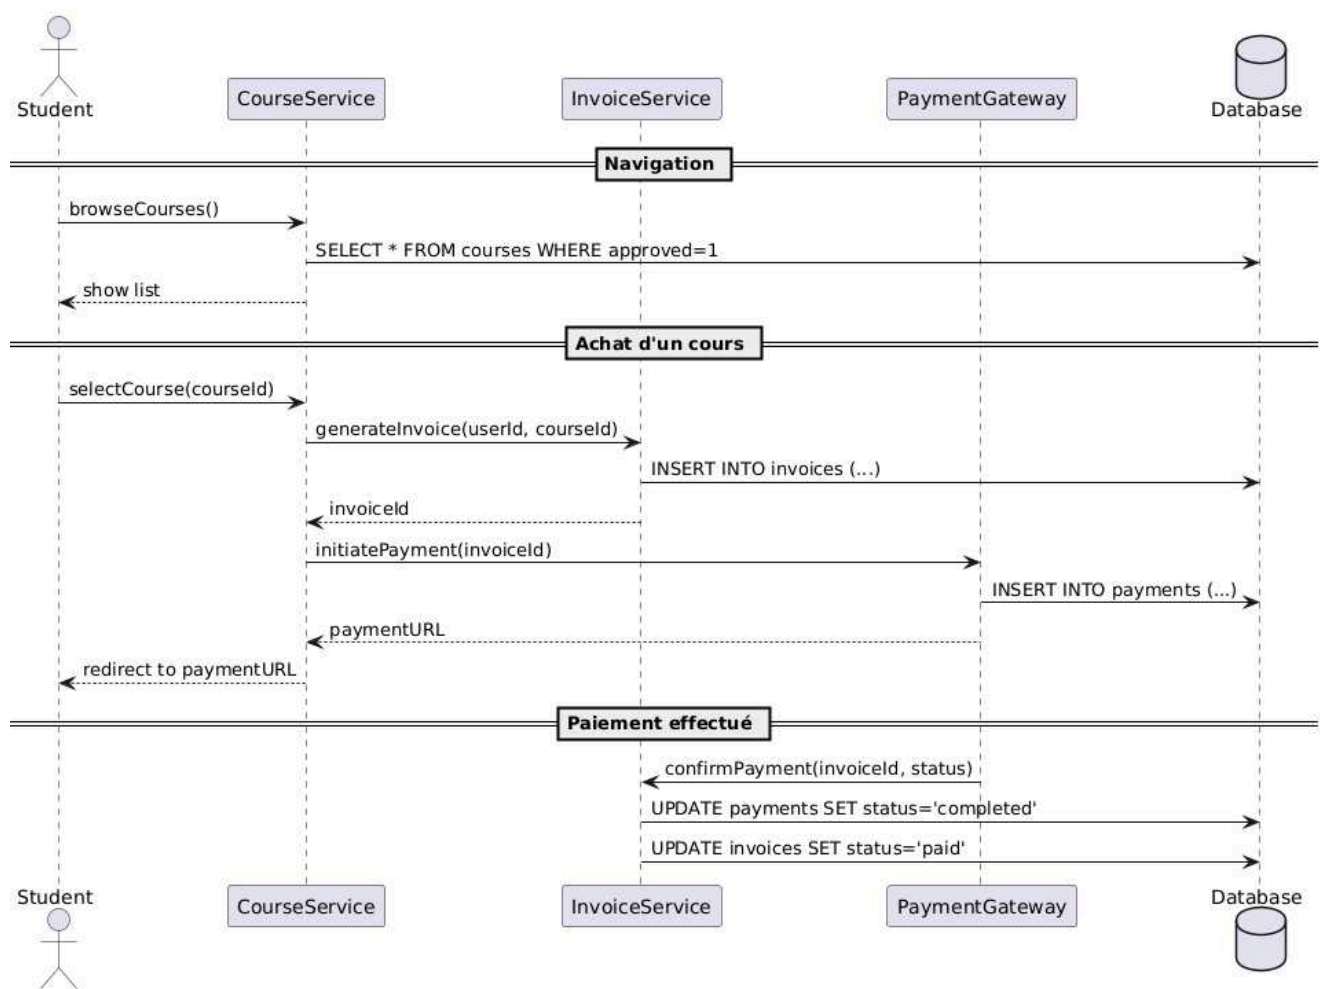 Student
CourseService
InvoiceService
PaymentGateway
Database
Navigation
browseCourses()
SELECT * FROM courses WHERE approved=1
show list
Achat d'un cours
selectCourse(courseId)
generateInvoice(userId, courseId)
INSERT INTO invoices (...)
invoiceId
initiatePayment(invoiceId)
INSERT INTO payments (...)
paymentURL
redirect to paymentURL
Paiement effectué
confirmPayment(invoiceId, status)
UPDATE payments SET status='completed'
UPDATE invoices SET status='paid'
Student
CourseService
InvoiceService
PaymentGateway
Database